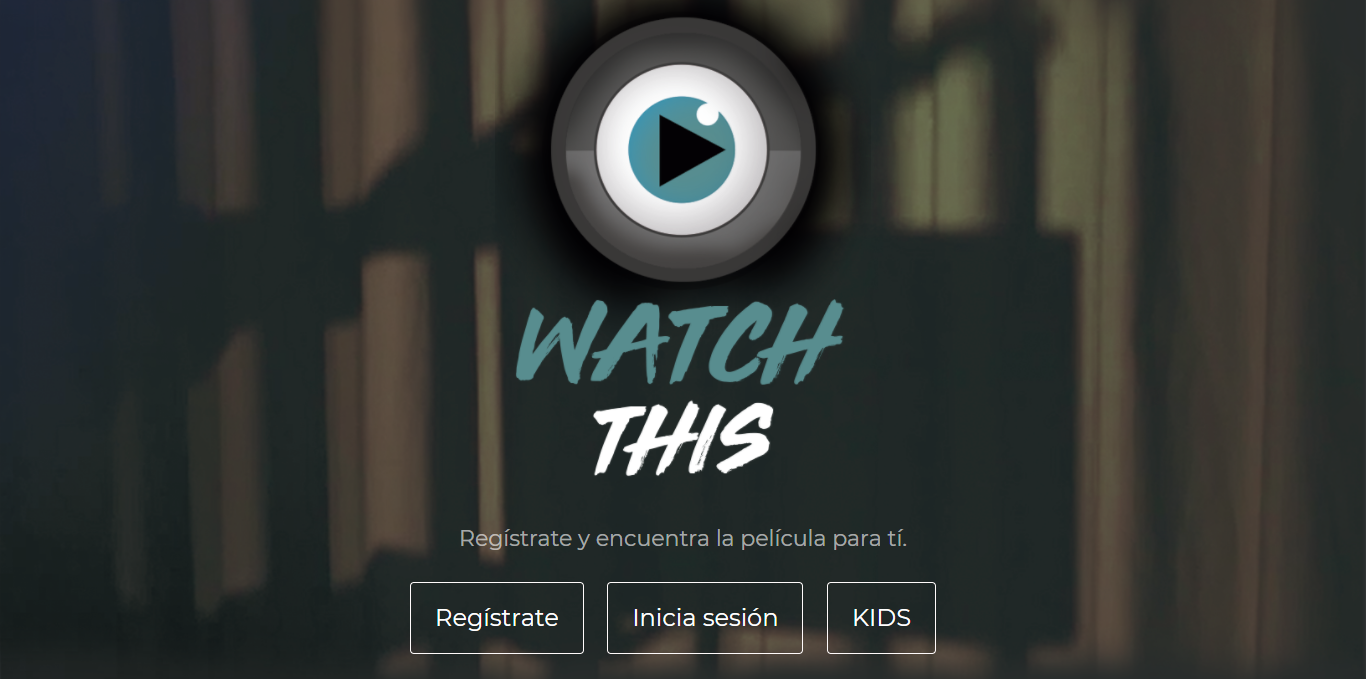 WATCH
THIS
Regístrate y encuentra la película para tí.
Regístrate
Inicia sesión
KIDS